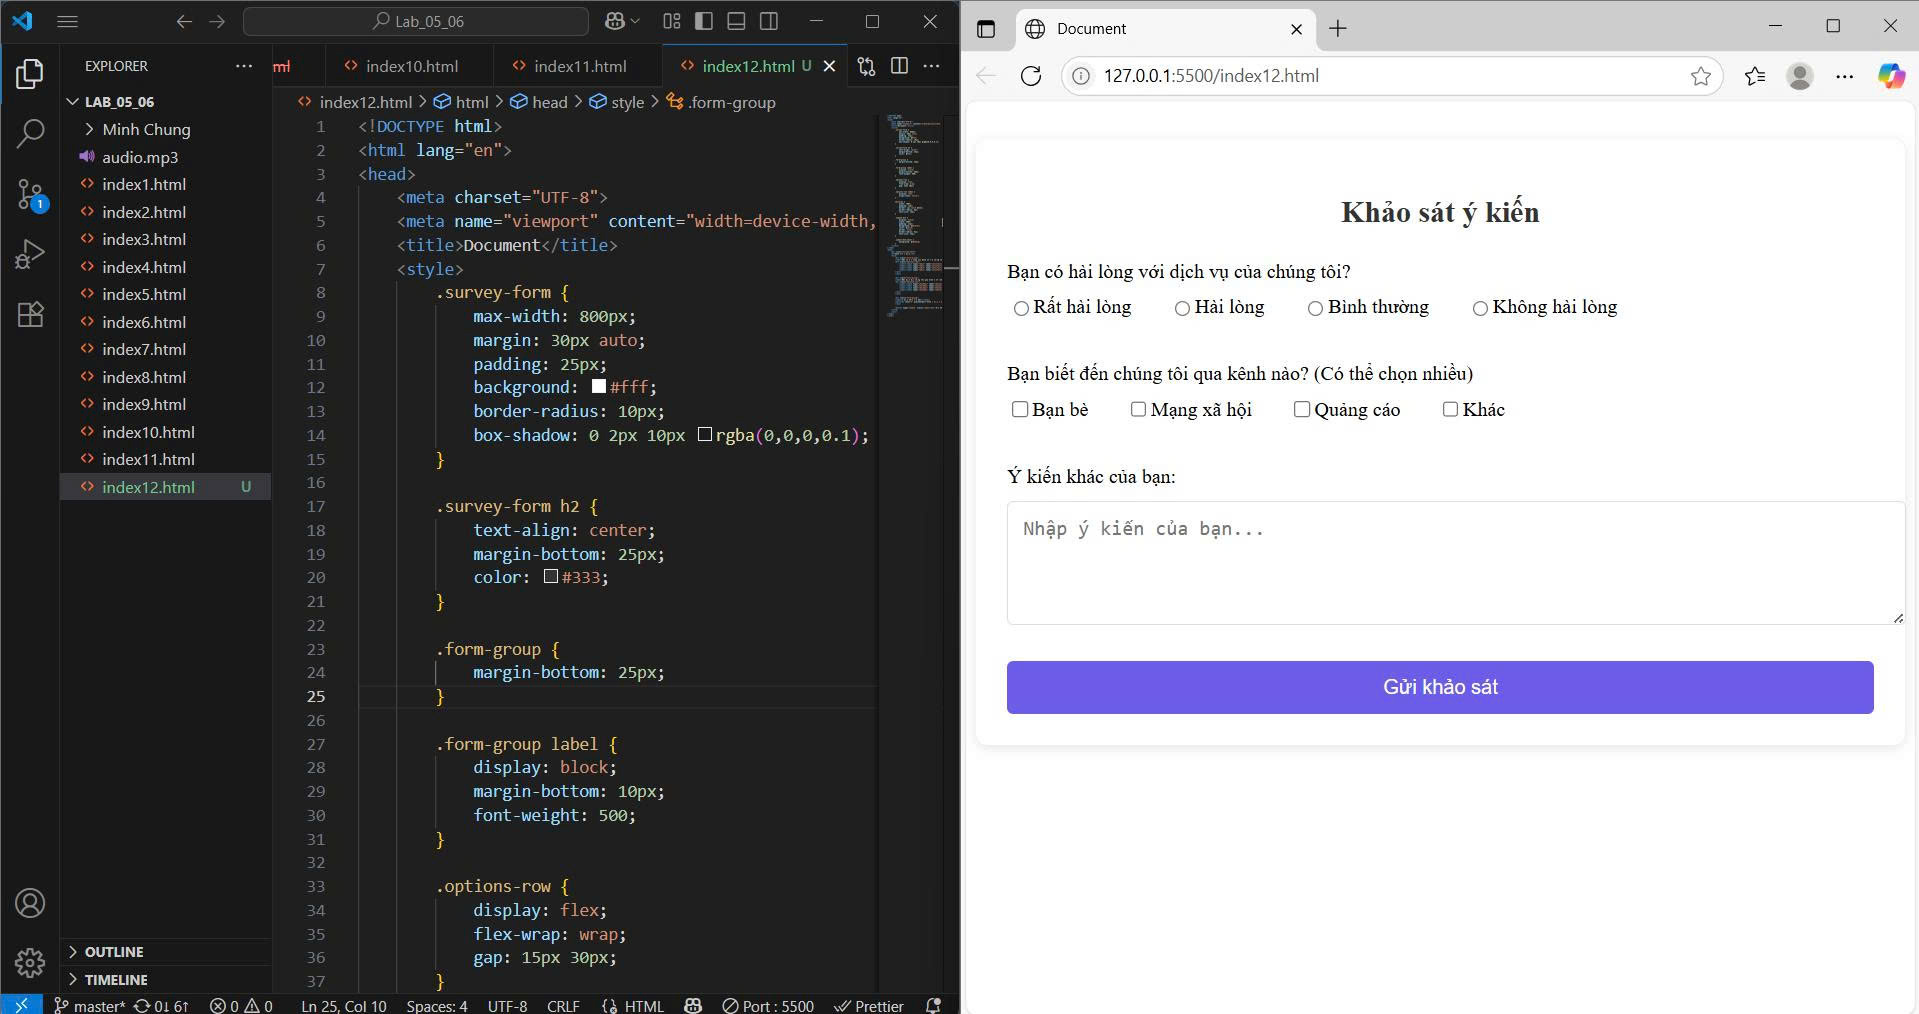 Lab_05_06
EXPLORER
ml
index10.html
index11.html
index12.html U
LAB_05_06
Minh Chung
audio.mp3
index1.html
index2.html
index3.html
index4.html
index5.html
index6.html
index7.html
index8.html
index9.html
index10.html
index11.html
index12.html U
OUTLINE
TIMELINE
1
index12.html > html > head > style > .form-group
1 <!DOCTYPE html>
2 <html lang="en">
3 <head>
4 <meta charset="UTF-8">
5 <meta name="viewport" content="width=device-width,
6 <title>Document</title>
7 <style>
8 .survey-form {
9 max-width: 800px;
10 margin: 30px auto;
11 padding: 25px;
12 background: #fff;
13 border-radius: 10px;
14 box-shadow: 0 2px 10px rgba(0,0,0,0.1);
15 }
16
17 .survey-form h2 {
18 text-align: center;
19 margin-bottom: 25px;
20 color: #333;
21 }
22
23 .form-group {
24 margin-bottom: 25px;
25 }
26
27 .form-group label {
28 display: block;
29 margin-bottom: 10px;
30 font-weight: 500;
31 }
32
33 .options-row {
34 display: flex;
35 flex-wrap: wrap;
36 gap: 15px 30px;
37 }
master* 0↓ 6↑ 0 0 Ln 25, Col 10 Spaces: 4 UTF-8 CRLF {} HTML Port : 5500 Prettier
Document
127.0.0.1:5500/index12.html
Khảo sát ý kiến
Bạn có hài lòng với dịch vụ của chúng tôi?
Rất hài lòng Hài lòng Bình thường Không hài lòng
Bạn biết đến chúng tôi qua kênh nào? (Có thể chọn nhiều)
Bạn bè Mạng xã hội Quảng cáo Khác
Ý kiến khác của bạn:
Nhập ý kiến của bạn...
Gửi khảo sát